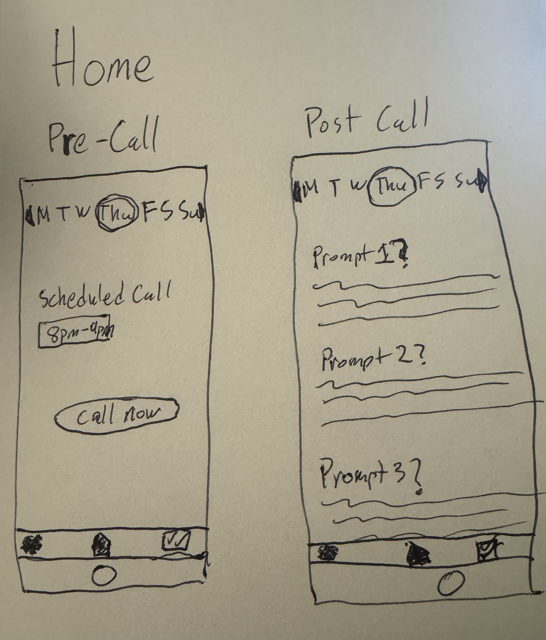 Home
Pre-Call
M T W Thu F S Su
Scheduled Call
8pm-9pm
Call Now
Post Call
M T W Thu F S Su
Prompt 1?
Prompt 2?
Prompt 3?